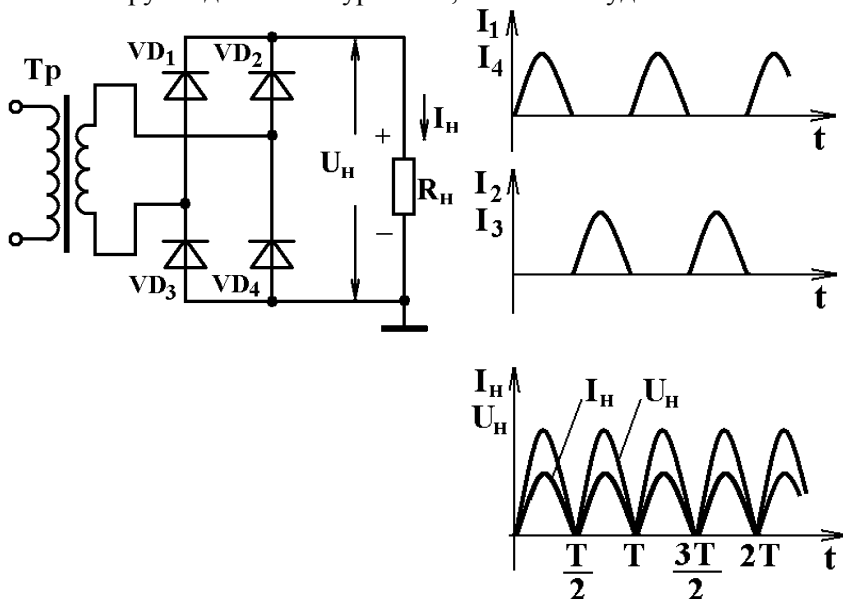 VD₁ VD₂
Тр
Uн
+
Iн
Rн
−
VD₃ VD₄
I₁
I₄
t
I₂
I₃
t
Iн
Uн
Iн Uн
T/2 T 3T/2 2T t